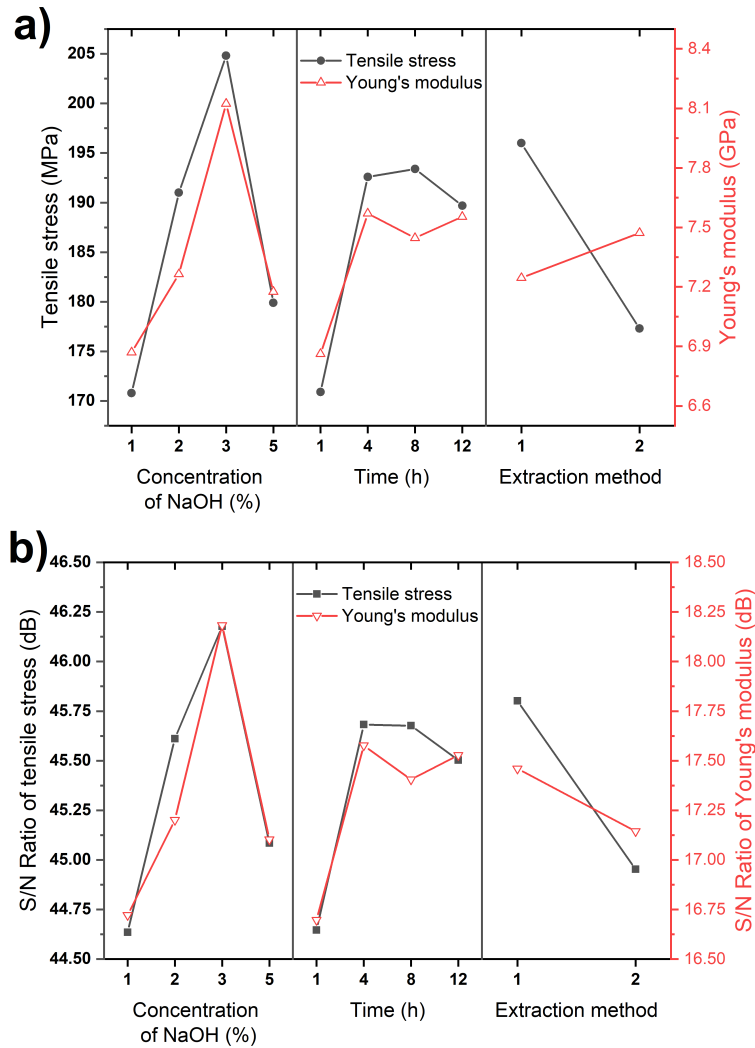 a)
Tensile stress (MPa)
205
200
195
190
185
180
175
170
Tensile stress
Young's modulus
8.4
8.1
7.8
7.5
7.2
6.9
6.6
Young's modulus (GPa)
1 2 3 5
1 4 8 12
1 2
Concentration
of NaOH (%)
Time (h)
Extraction method
b)
S/N Ratio of tensile stress (dB)
46.50
46.25
46.00
45.75
45.50
45.25
45.00
44.75
44.50
Tensile stress
Young's modulus
18.50
18.25
18.00
17.75
17.50
17.25
17.00
16.75
16.50
S/N Ratio of Young's modulus (dB)
1 2 3 5
1 4 8 12
1 2
Concentration
of NaOH (%)
Time (h)
Extraction method